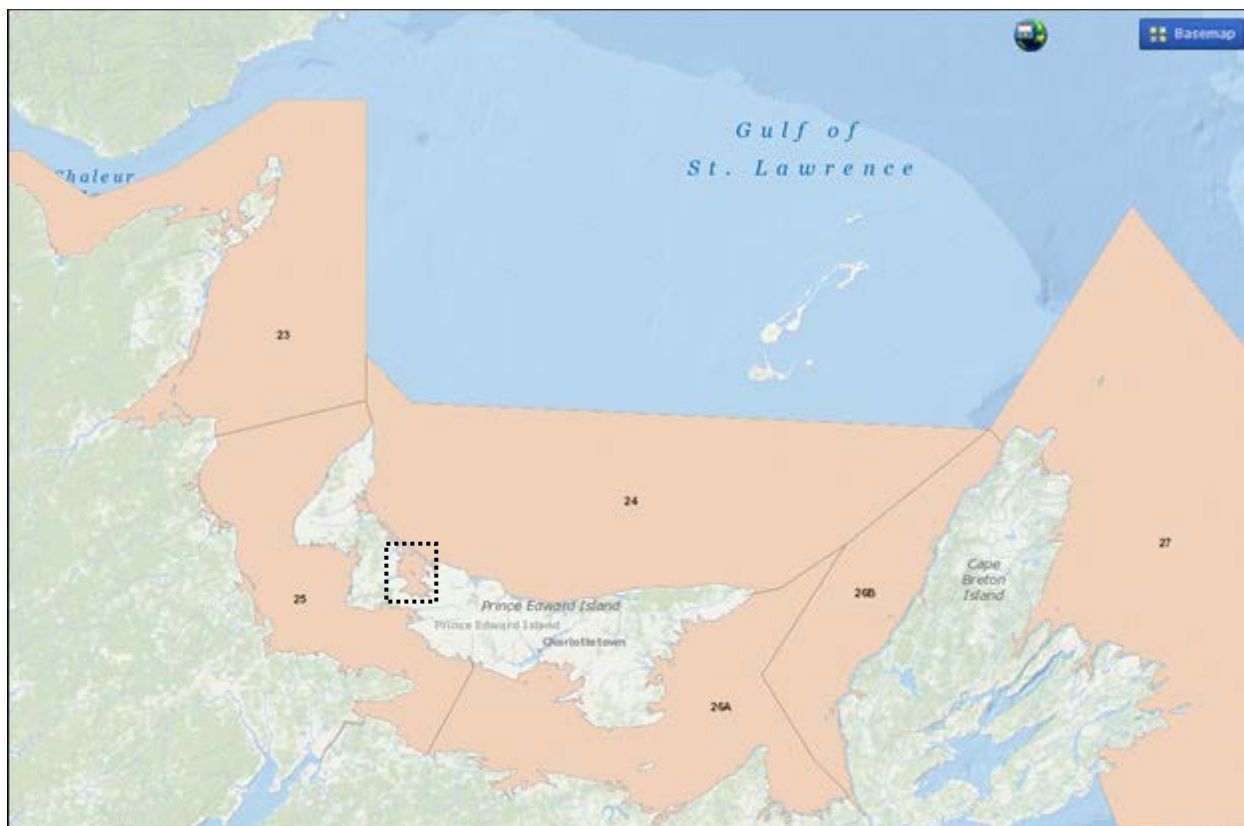 Basemap
Gulf of
St. Lawrence
Chaleur
23
24
27
Cape
Breton
Island
26B
25
Prince Edward Island
Prince Edward Island
Charlottetown
26A